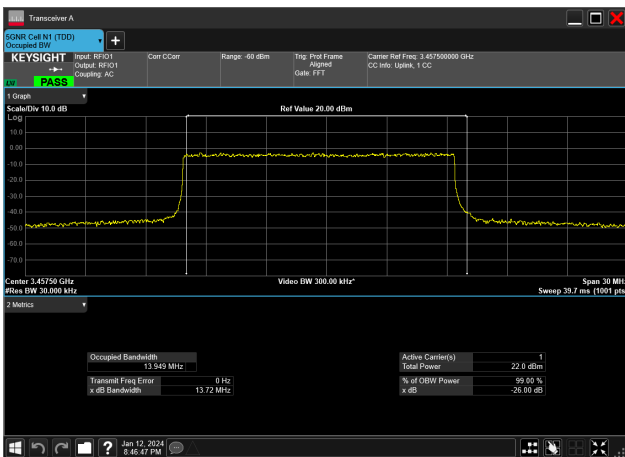 Transceiver A
5GNR Cell N1 (TDD)
Occupied BW
KEYSIGHT
Input: RFIO1
Output: RFIO1
Coupling: AC
Corr CCorr
Range: -60 dBm
Trig: Prot Frame
Aligned
Gate: FFT
Carrier Ref Freq: 3.457500000 GHz
CC Info: Uplink, 1 CC
PASS
1 Graph
Scale/Div 10.0 dB
Ref Value 20.00 dBm
Log
10.0
0.00
-10.0
-20.0
-30.0
-40.0
-50.0
-60.0
-70.0
Center 3.45750 GHz
Video BW 300.00 kHz*
Span 30 MHz
#Res BW 30.000 kHz
Sweep 39.7 ms (1001 pts
2 Metrics
Occupied Bandwidth
13.949 MHz
Active Carrier(s) 1
Total Power 22.0 dBm
Transmit Freq Error 0 Hz
x dB Bandwidth 13.72 MHz
% of OBW Power 99.00 %
x dB -26.00 dB
?
Jan 12, 2024
8:46:47 PM